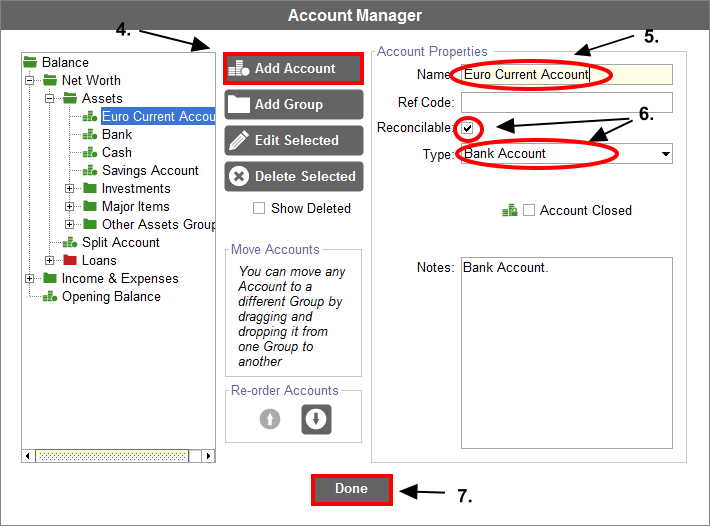 Account Manager
4.
5.
Balance
Net Worth
Assets
Euro Current Accou
Bank
Cash
Savings Account
Investments
Major Items
Other Assets Group
Split Account
Loans
Income & Expenses
Opening Balance
Add Account
Add Group
Edit Selected
Delete Selected
Show Deleted
Move Accounts
You can move any
Account to a
different Group by
dragging and
dropping it from
one Group to
another
Re-order Accounts
Account Properties
Name: Euro Current Account
Ref Code:
Reconcilable:
6.
Type: Bank Account
Account Closed
Notes: Bank Account.
Done
7.